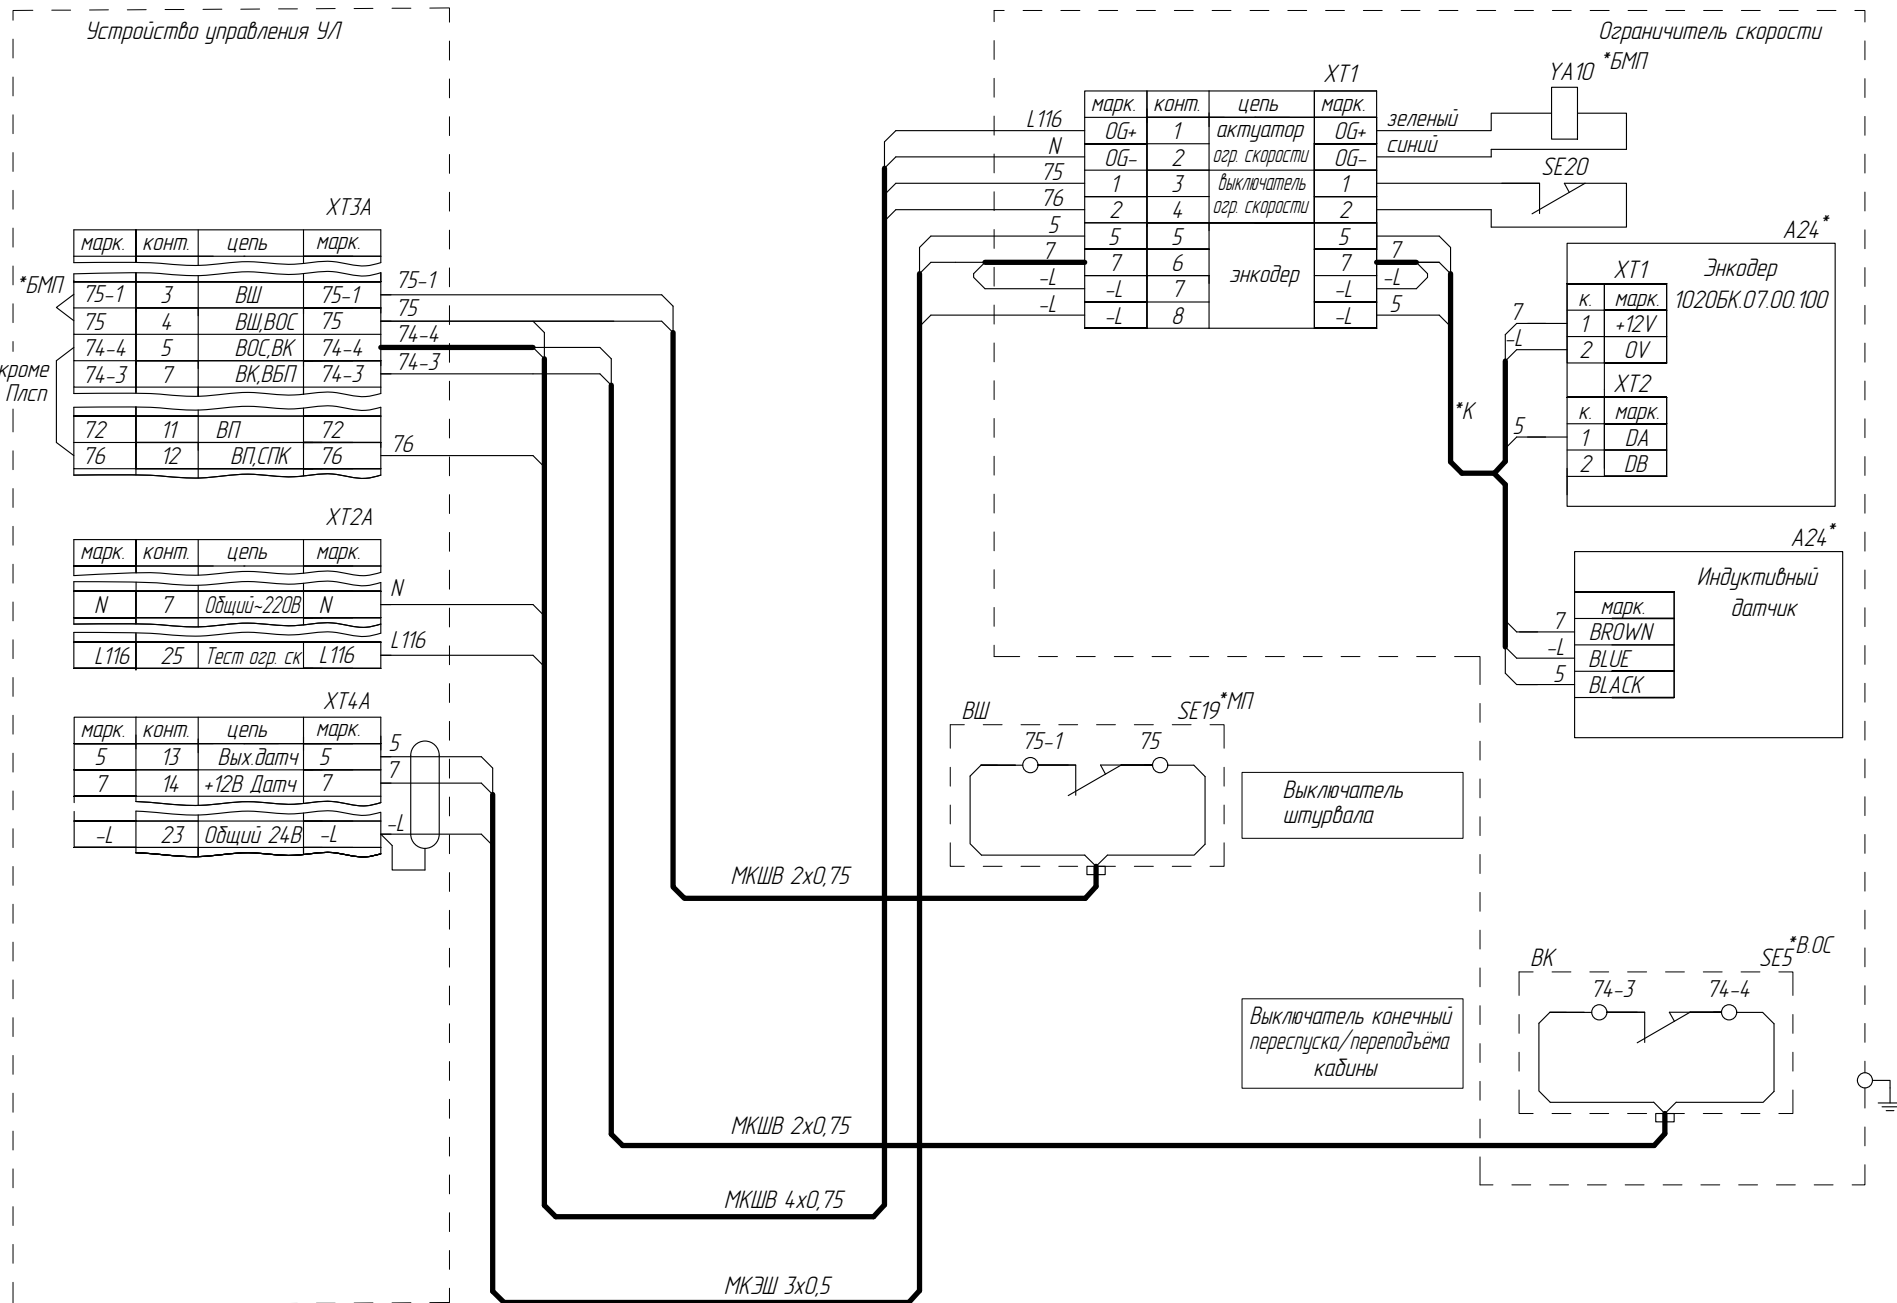 Устройство управления УЛ
XT3A
марк. конт. цепь марк.
*БМП
75-1 3 ВШ 75-1 75-1
75 4 ВШ,ВОС 75 75
74-4 5 ВОС,ВК 74-4 74-4
74-3 7 ВК,ВБП 74-3 74-3
кроме
Плсп
72 11 ВП 72
76 12 ВП,СПК 76 76
XT2A
марк. конт. цепь марк.
N 7 Общий~220В N N
L116 25 Тест огр. ск L116 L116
XT4A
марк. конт. цепь марк.
5 13 Вых.датч 5 5
7 14 +12В Датч 7 7
-L 23 Общий 24В -L -L
Ограничитель скорости
XT1
марк. конт. цепь марк.
L116 OG+ 1 актуатор OG+ зеленый
N OG- 2 огр. скорости OG- синий
75 1 3 выключатель 1
76 2 4 огр. скорости 2
5 5 5 5
7 7 6 энкодер 7 7
-L -L 7 -L -L
-L -L 8 -L 5
YA10 *БМП
SE20
A24*
XT1
Энкодер
1020БК.07.00.100
к. марк.
7 1 +12V
-L 2 0V
XT2
к. марк.
5 1 DA
2 DB
*К
A24*
Индуктивный
датчик
марк.
7 BROWN
-L BLUE
5 BLACK
ВШ SE19*МП
75-1 75
Выключатель
штурвала
МКШВ 2х0,75
ВК SE5*В.ОС
74-3 74-4
Выключатель конечный
переспуска/переподъёма
кабины
МКШВ 2х0,75
МКШВ 4х0,75
МКЭШ 3х0,5